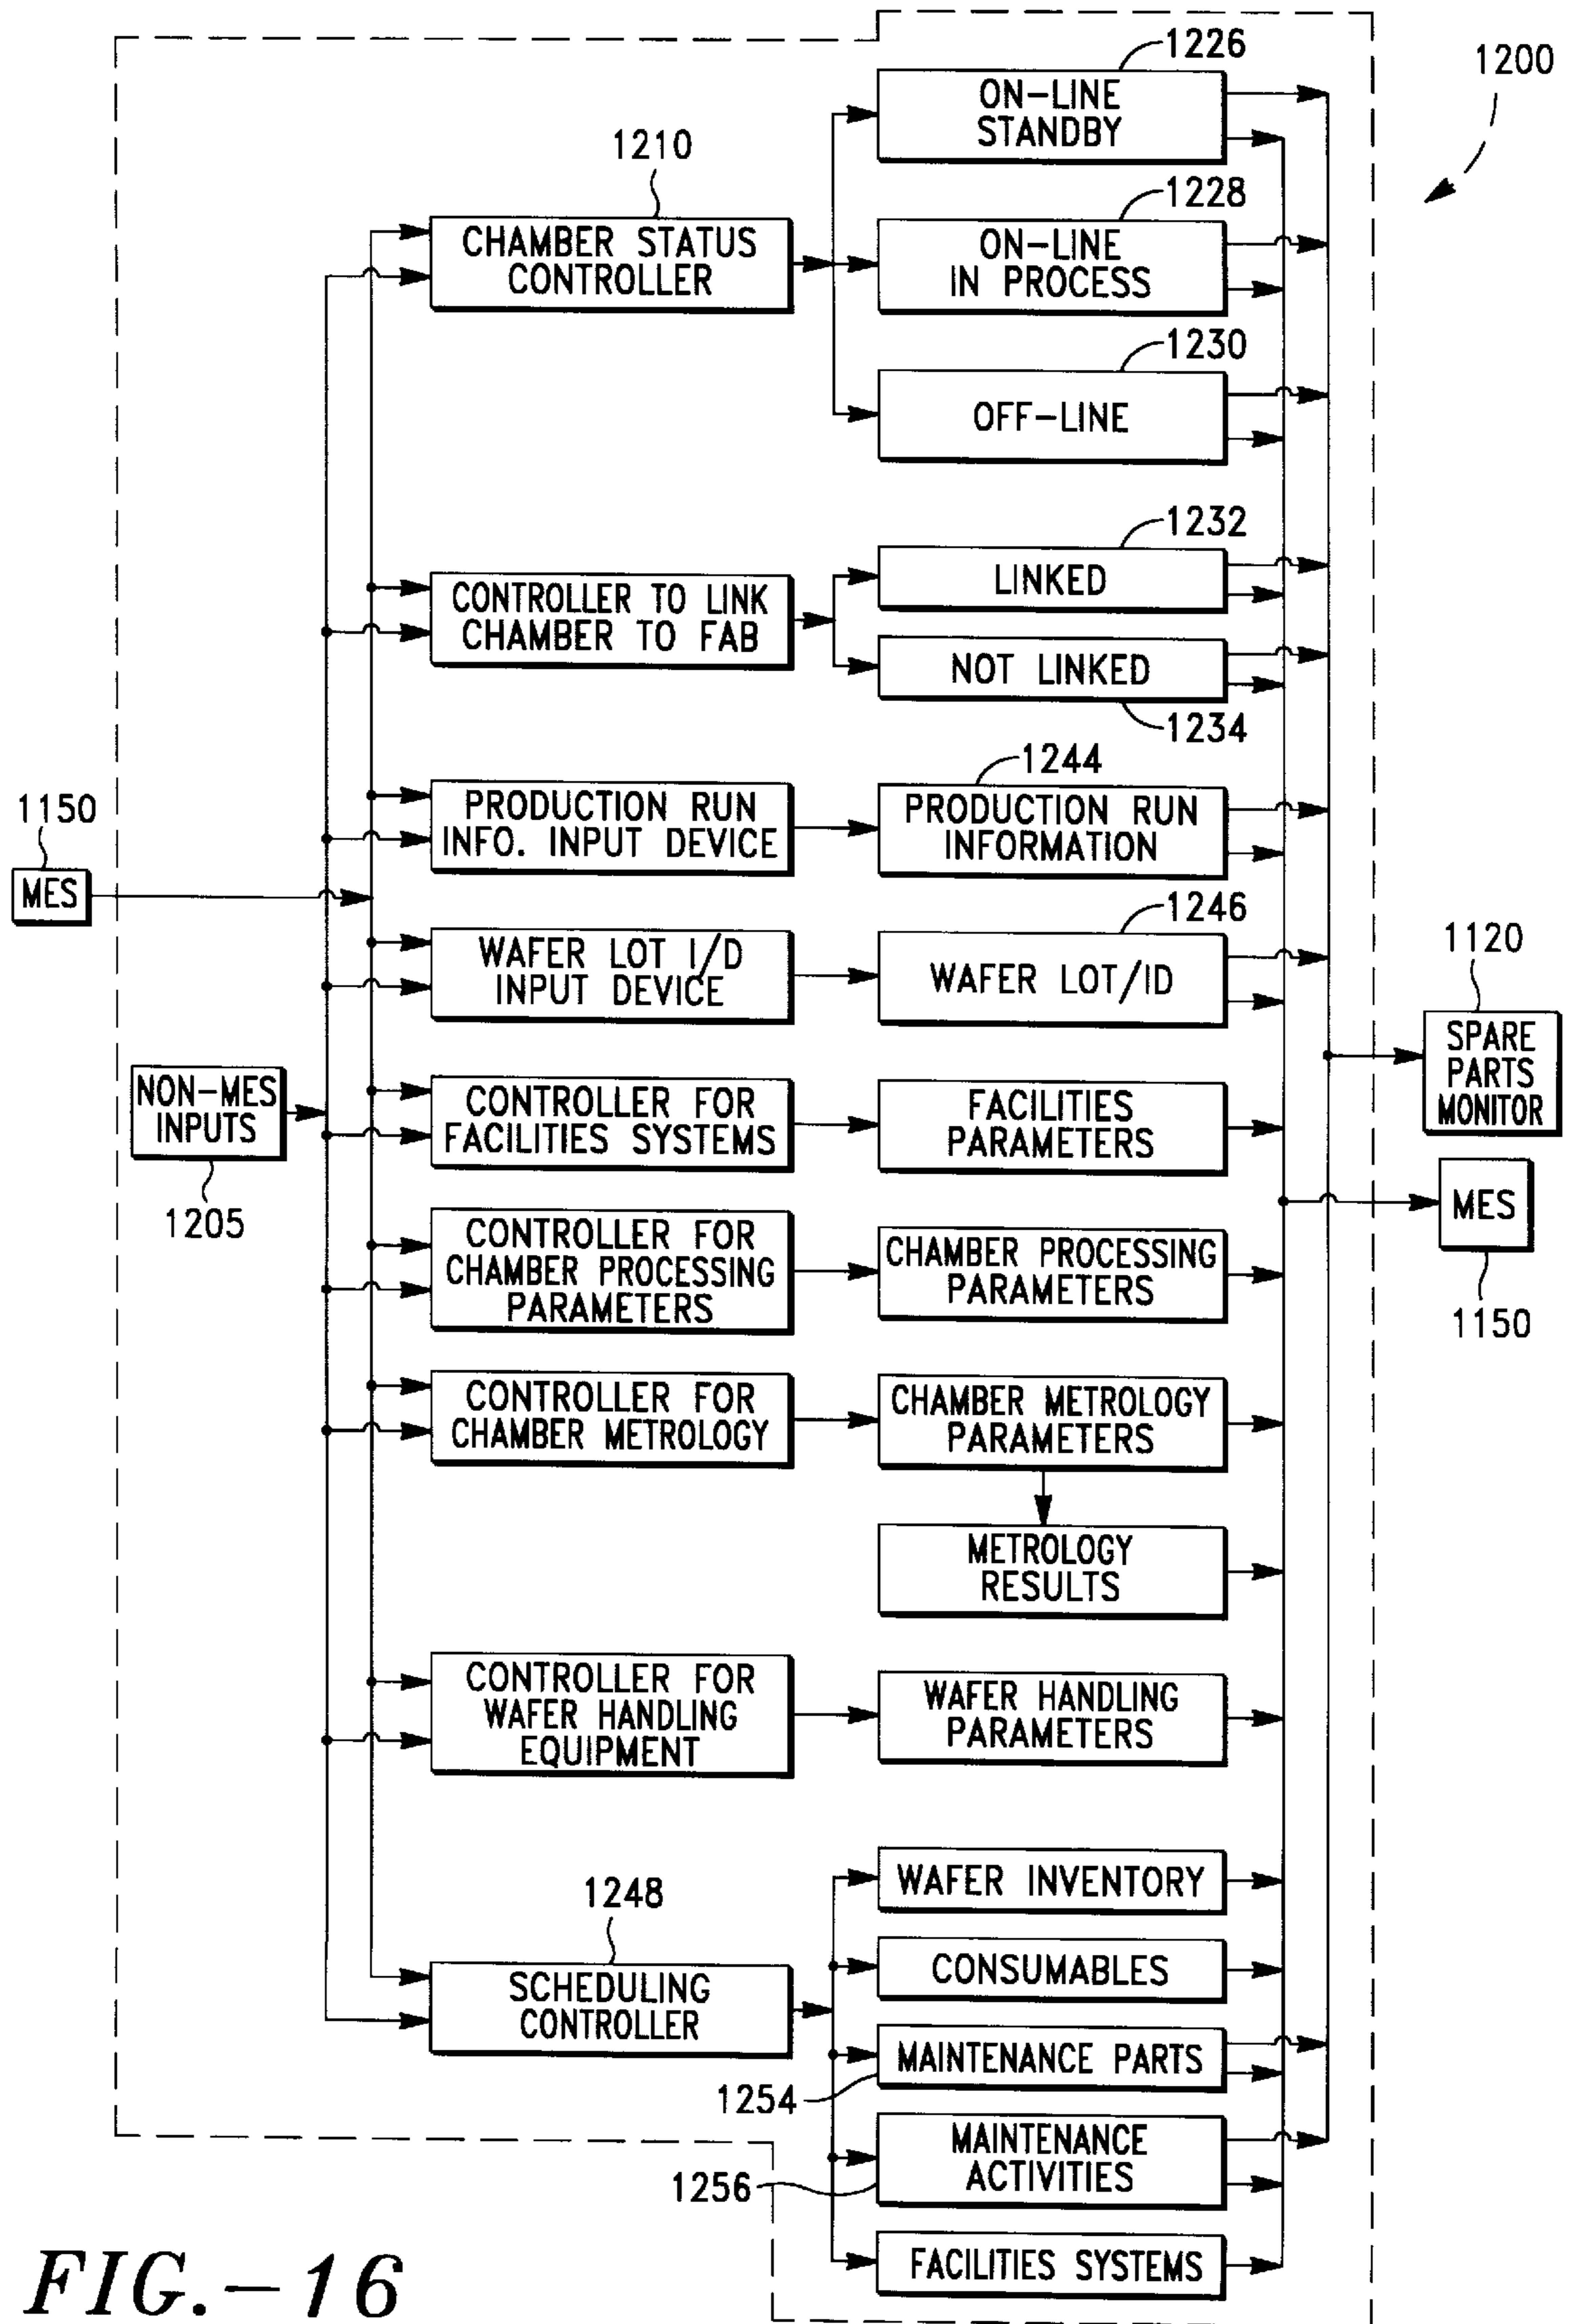 1226
1200
ON-LINE
STANDBY
1210
1228
CHAMBER STATUS
CONTROLLER
ON-LINE
IN PROCESS
1230
OFF-LINE
1232
CONTROLLER TO LINK
CHAMBER TO FAB
LINKED
NOT LINKED
1234
1244
1150
MES
PRODUCTION RUN
INFO. INPUT DEVICE
PRODUCTION RUN
INFORMATION
1246
WAFER LOT I/D
INPUT DEVICE
WAFER LOT/ID
1120
SPARE
PARTS
MONITOR
NON-MES
INPUTS
1205
CONTROLLER FOR
FACILITIES SYSTEMS
FACILITIES
PARAMETERS
MES
1150
CONTROLLER FOR
CHAMBER PROCESSING
PARAMETERS
CHAMBER PROCESSING
PARAMETERS
CONTROLLER FOR
CHAMBER METROLOGY
CHAMBER METROLOGY
PARAMETERS
METROLOGY
RESULTS
CONTROLLER FOR
WAFER HANDLING
EQUIPMENT
WAFER HANDLING
PARAMETERS
1248
WAFER INVENTORY
SCHEDULING
CONTROLLER
CONSUMABLES
MAINTENANCE PARTS
1254
MAINTENANCE
ACTIVITIES
1256
FACILITIES SYSTEMS
FIG.-16